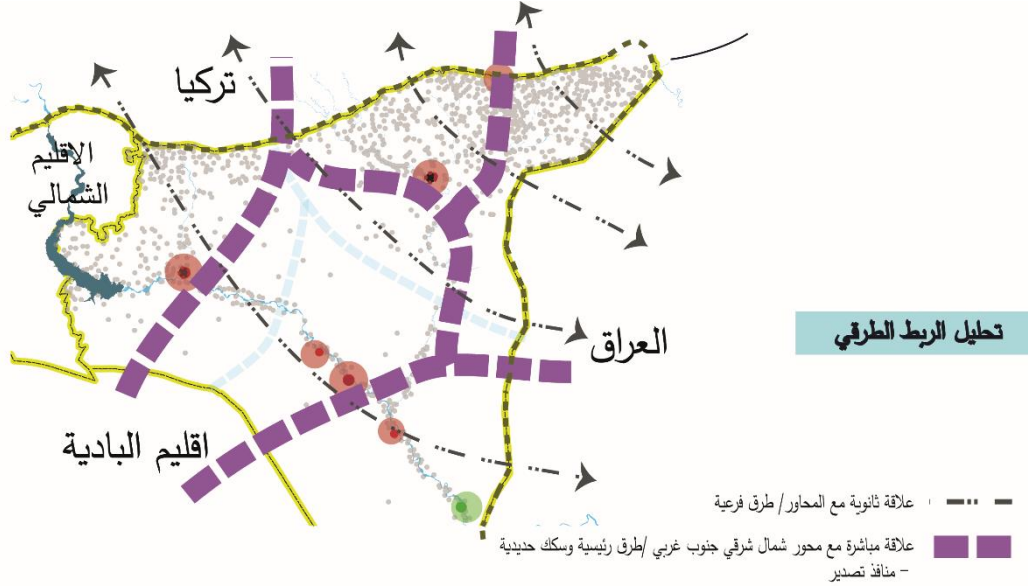 تركيا
الاقليم
الشمالي
العراق
اقليم البادية
تحليل الربط الطرقي
علاقة ثانوية مع المحاور/ طرق فرعية
علاقة مباشرة مع محور شمال شرقي جنوب غربي /طرق رئيسية وسكك حديدية
– منافذ تصدير